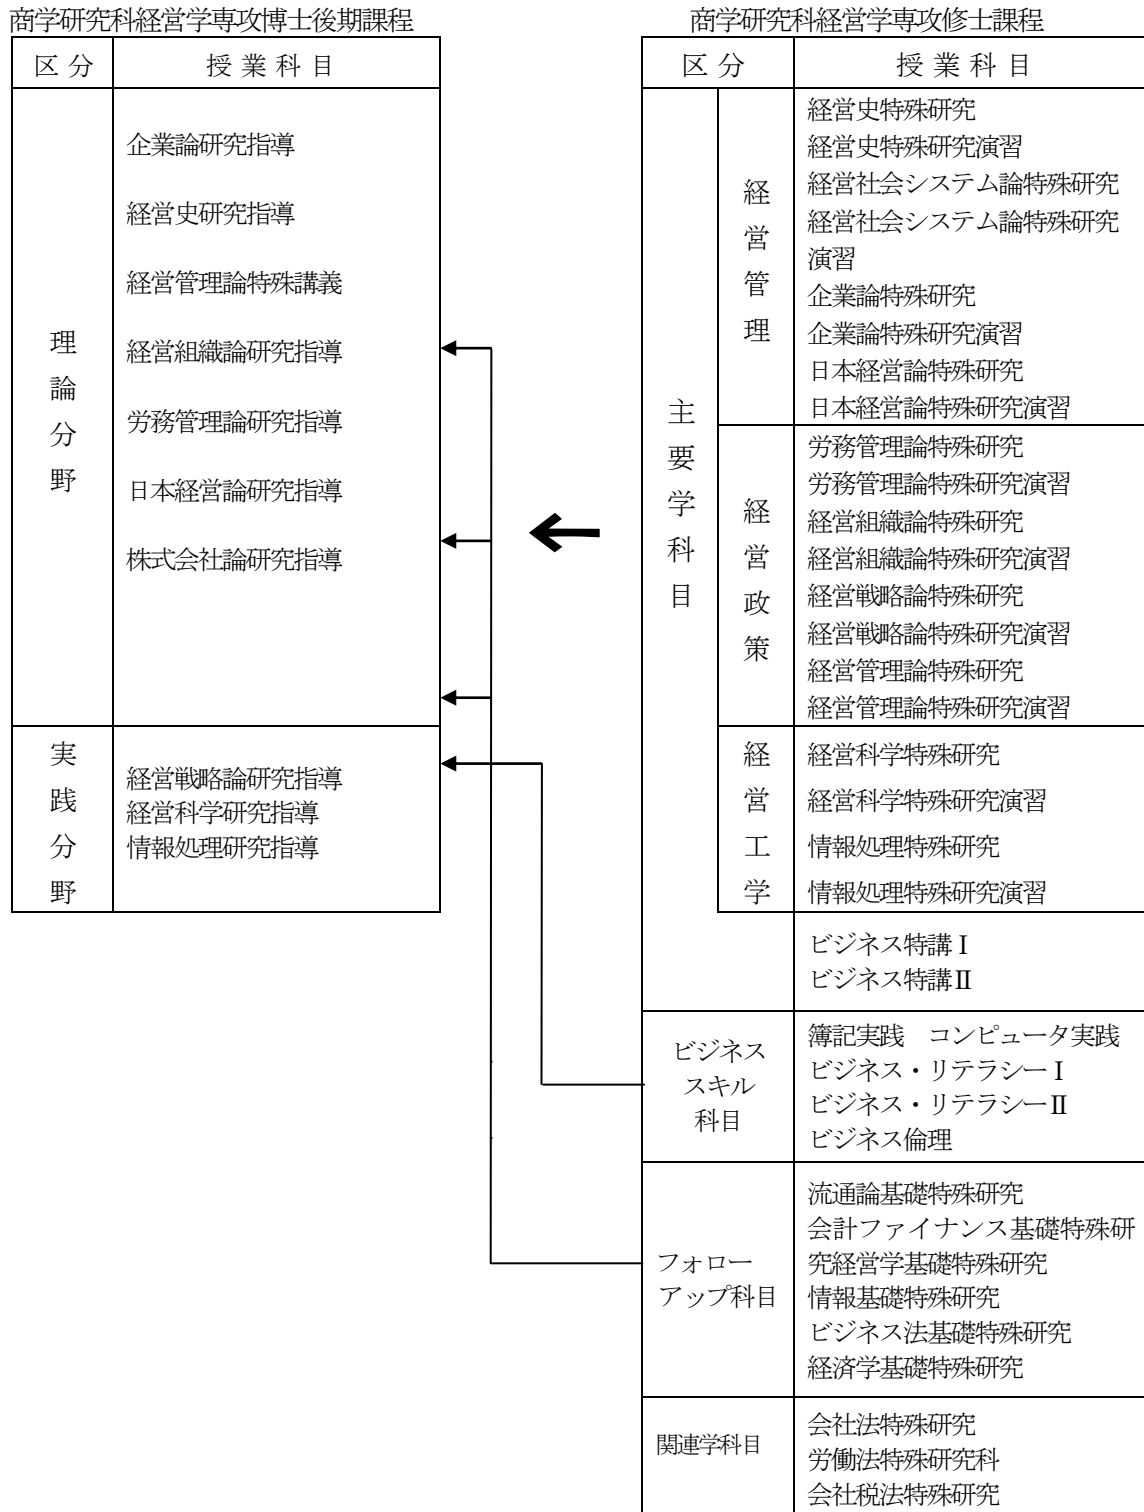 商学研究科経営学専攻博士後期課程
区分 授業科目
理論分野
企業論研究指導
経営史研究指導
経営管理論特殊講義
経営組織論研究指導
労務管理論研究指導
日本経営論研究指導
株式会社論研究指導
実践分野
経営戦略論研究指導
経営科学研究指導
情報処理研究指導
商学研究科経営学専攻修士課程
区分 授業科目
主要学科目
経営管理
経営史特殊研究
経営史特殊研究演習
経営社会システム論特殊研究
経営社会システム論特殊研究
演習
企業論特殊研究
企業論特殊研究演習
日本経営論特殊研究
日本経営論特殊研究演習
経営政策
労務管理論特殊研究
労務管理論特殊研究演習
経営組織論特殊研究
経営組織論特殊研究演習
経営戦略論特殊研究
経営戦略論特殊研究演習
経営管理論特殊研究
経営管理論特殊研究演習
経営工学
経営科学特殊研究
経営科学特殊研究演習
情報処理特殊研究
情報処理特殊研究演習
ビジネス特講Ⅰ
ビジネス特講Ⅱ
ビジネス
スキル
科目
簿記実践 コンピュータ実践
ビジネス・リテラシーⅠ
ビジネス・リテラシーⅡ
ビジネス倫理
フォロー
アップ科目
流通論基礎特殊研究
会計ファイナンス基礎特殊研
究経営学基礎特殊研究
情報基礎特殊研究
ビジネス法基礎特殊研究
経済学基礎特殊研究
関連学科目
会社法特殊研究
労働法特殊研究科
会社税法特殊研究